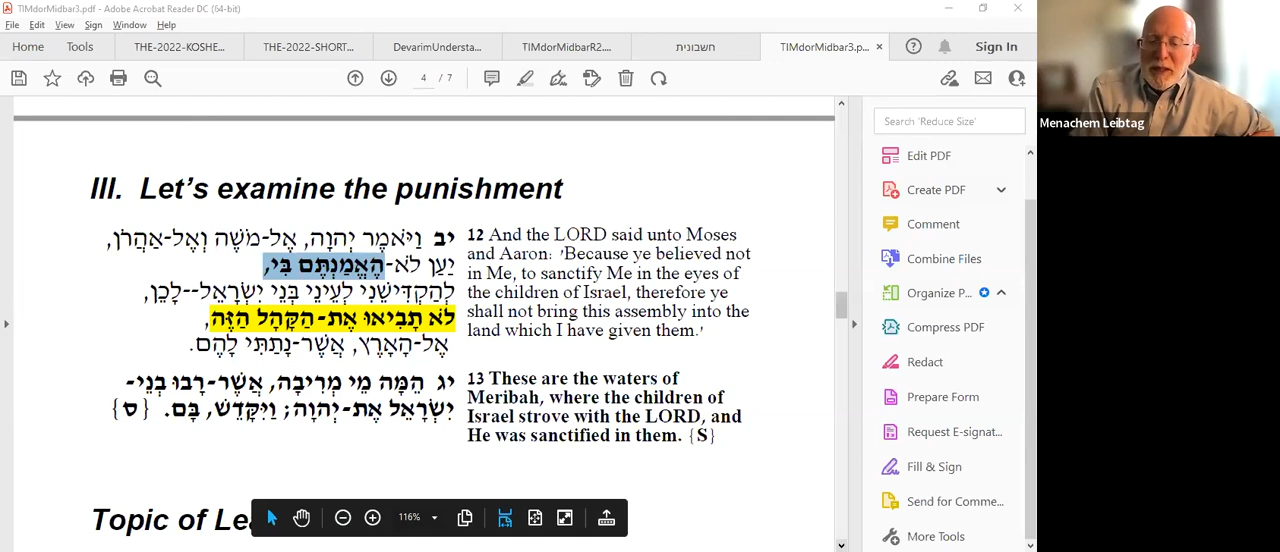 TIMdorMidbar3.pdf - Adobe Acrobat Reader DC (64-bit)
File Edit View Sign Window Help
Home Tools THE-2022-KOSHE... THE-2022-SHORT... DevarimUnderst​a... TIMdorMidbarR2... חשבונית TIMdorMidbar3.p... × Sign In
4 / 7
Search 'Reduce Size'
Edit PDF
Create PDF
Comment
Combine Files
Organize P...
Compress PDF
Redact
Prepare Form
Request E-signat...
Fill & Sign
Send for Comme...
More Tools
III. Let's examine the punishment
יב וַיֹּאמֶר יְהוָה, אֶל-מֹשֶׁה וְאֶל-אַהֲרֹן,
יַעַן לֹא-הֶאֱמַנְתֶּם בִּי,
לְהַקְדִּישֵׁנִי לְעֵינֵי בְּנֵי יִשְׂרָאֵל--לָכֵן,
לֹא תָבִיאוּ אֶת-הַקָּהָל הַזֶּה,
אֶל-הָאָרֶץ, אֲשֶׁר-נָתַתִּי לָהֶם.
12 And the LORD said unto Moses
and Aaron: 'Because ye believed not
in Me, to sanctify Me in the eyes of
the children of Israel, therefore ye
shall not bring this assembly into the
land which I have given them.'
יג הֵמָּה מֵי מְרִיבָה, אֲשֶׁר-רָבוּ בְנֵי-
יִשְׂרָאֵל אֶת-יְהוָה; וַיִּקָּדֵשׁ, בָּם. {ס}
13 These are the waters of
Meribah, where the children of
Israel strove with the LORD, and
He was sanctified in them. {S}
Topic of
116%
Menachem Leibtag